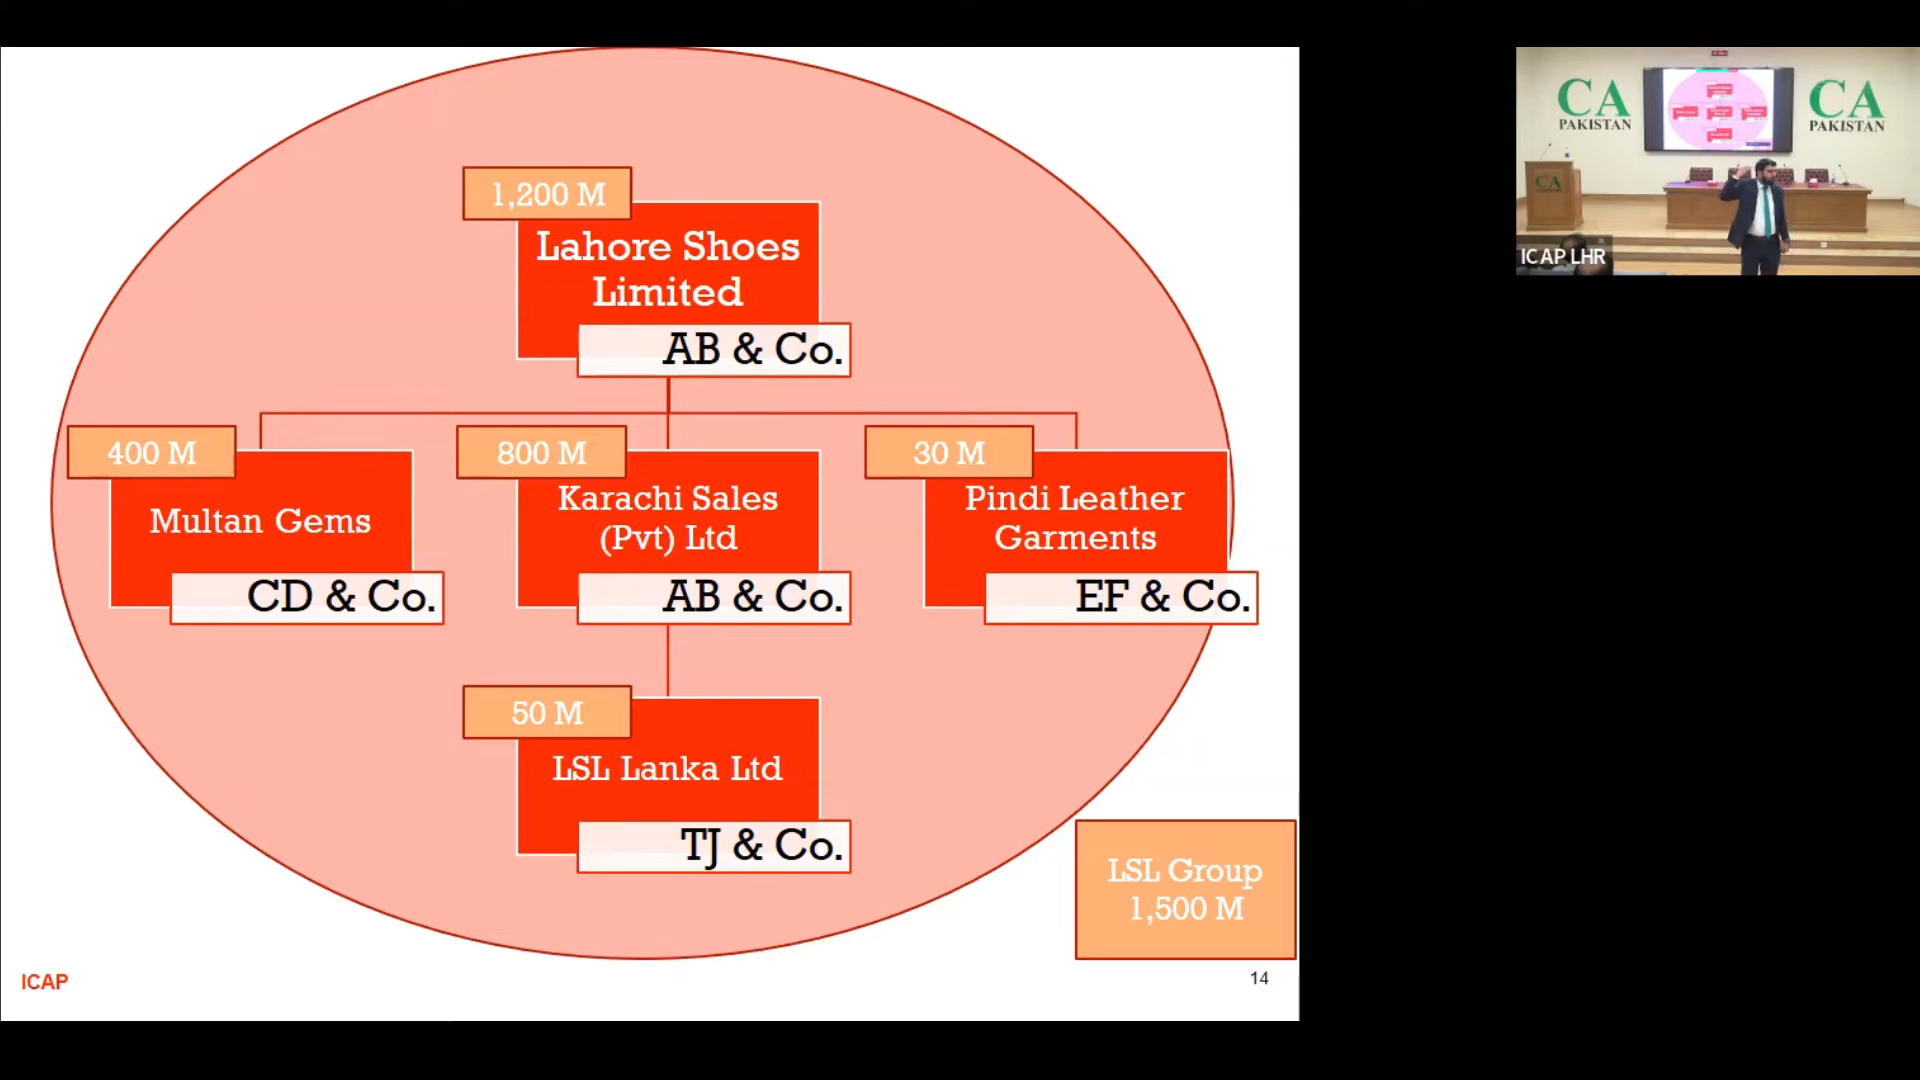 1,200 M
Lahore Shoes
Limited
AB & Co.
400 M
Multan Gems
CD & Co.
800 M
Karachi Sales
(Pvt) Ltd
AB & Co.
30 M
Pindi Leather
Garments
EF & Co.
50 M
LSL Lanka Ltd
TJ & Co.
LSL Group
1,500 M
ICAP
14
CA
PAKISTAN
CA
PAKISTAN
CA
ICAP LHR